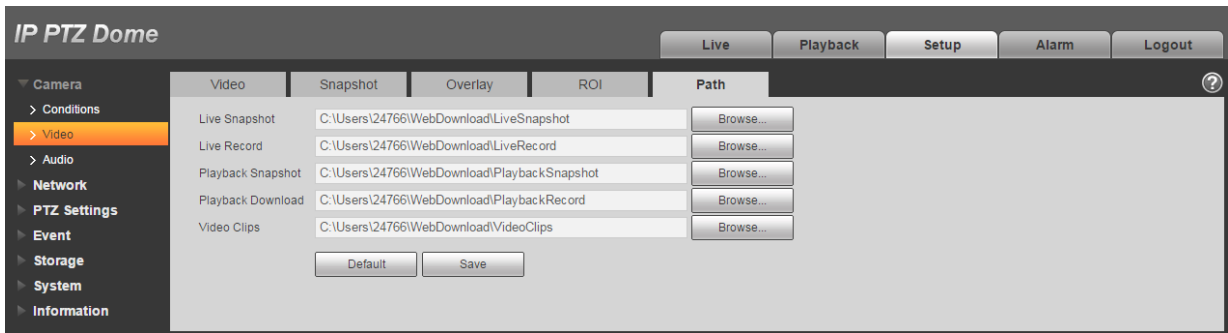 IP PTZ Dome
Live Playback Setup Alarm Logout
Camera
Conditions
Video
Audio
Network
PTZ Settings
Event
Storage
System
Information
Video Snapshot Overlay ROI Path ?
Live Snapshot C:\Users\24766\WebDownload\LiveSnapshot Browse...
Live Record C:\Users\24766\WebDownload\LiveRecord Browse...
Playback Snapshot C:\Users\24766\WebDownload\PlaybackSnapshot Browse...
Playback Download C:\Users\24766\WebDownload\PlaybackRecord Browse...
Video Clips C:\Users\24766\WebDownload\VideoClips Browse...
Default Save